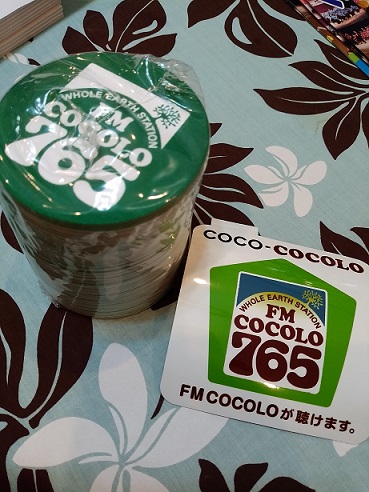 WHOLE EARTH STATION
FM
COCOLO
765
COCO-COCOLO
WHOLE EARTH STATION
FM
COCOLO
765
FM COCOLOが聴けます。